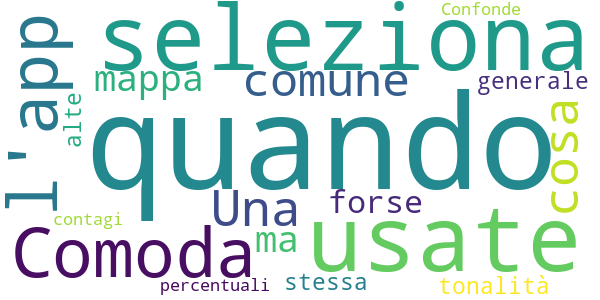 Confonde
seleziona
l'app
mappa
comune
generale
alte
quando
cosa
Una
forse
contagi
Comoda
ma
usate
percentuali
stessa
tonalità